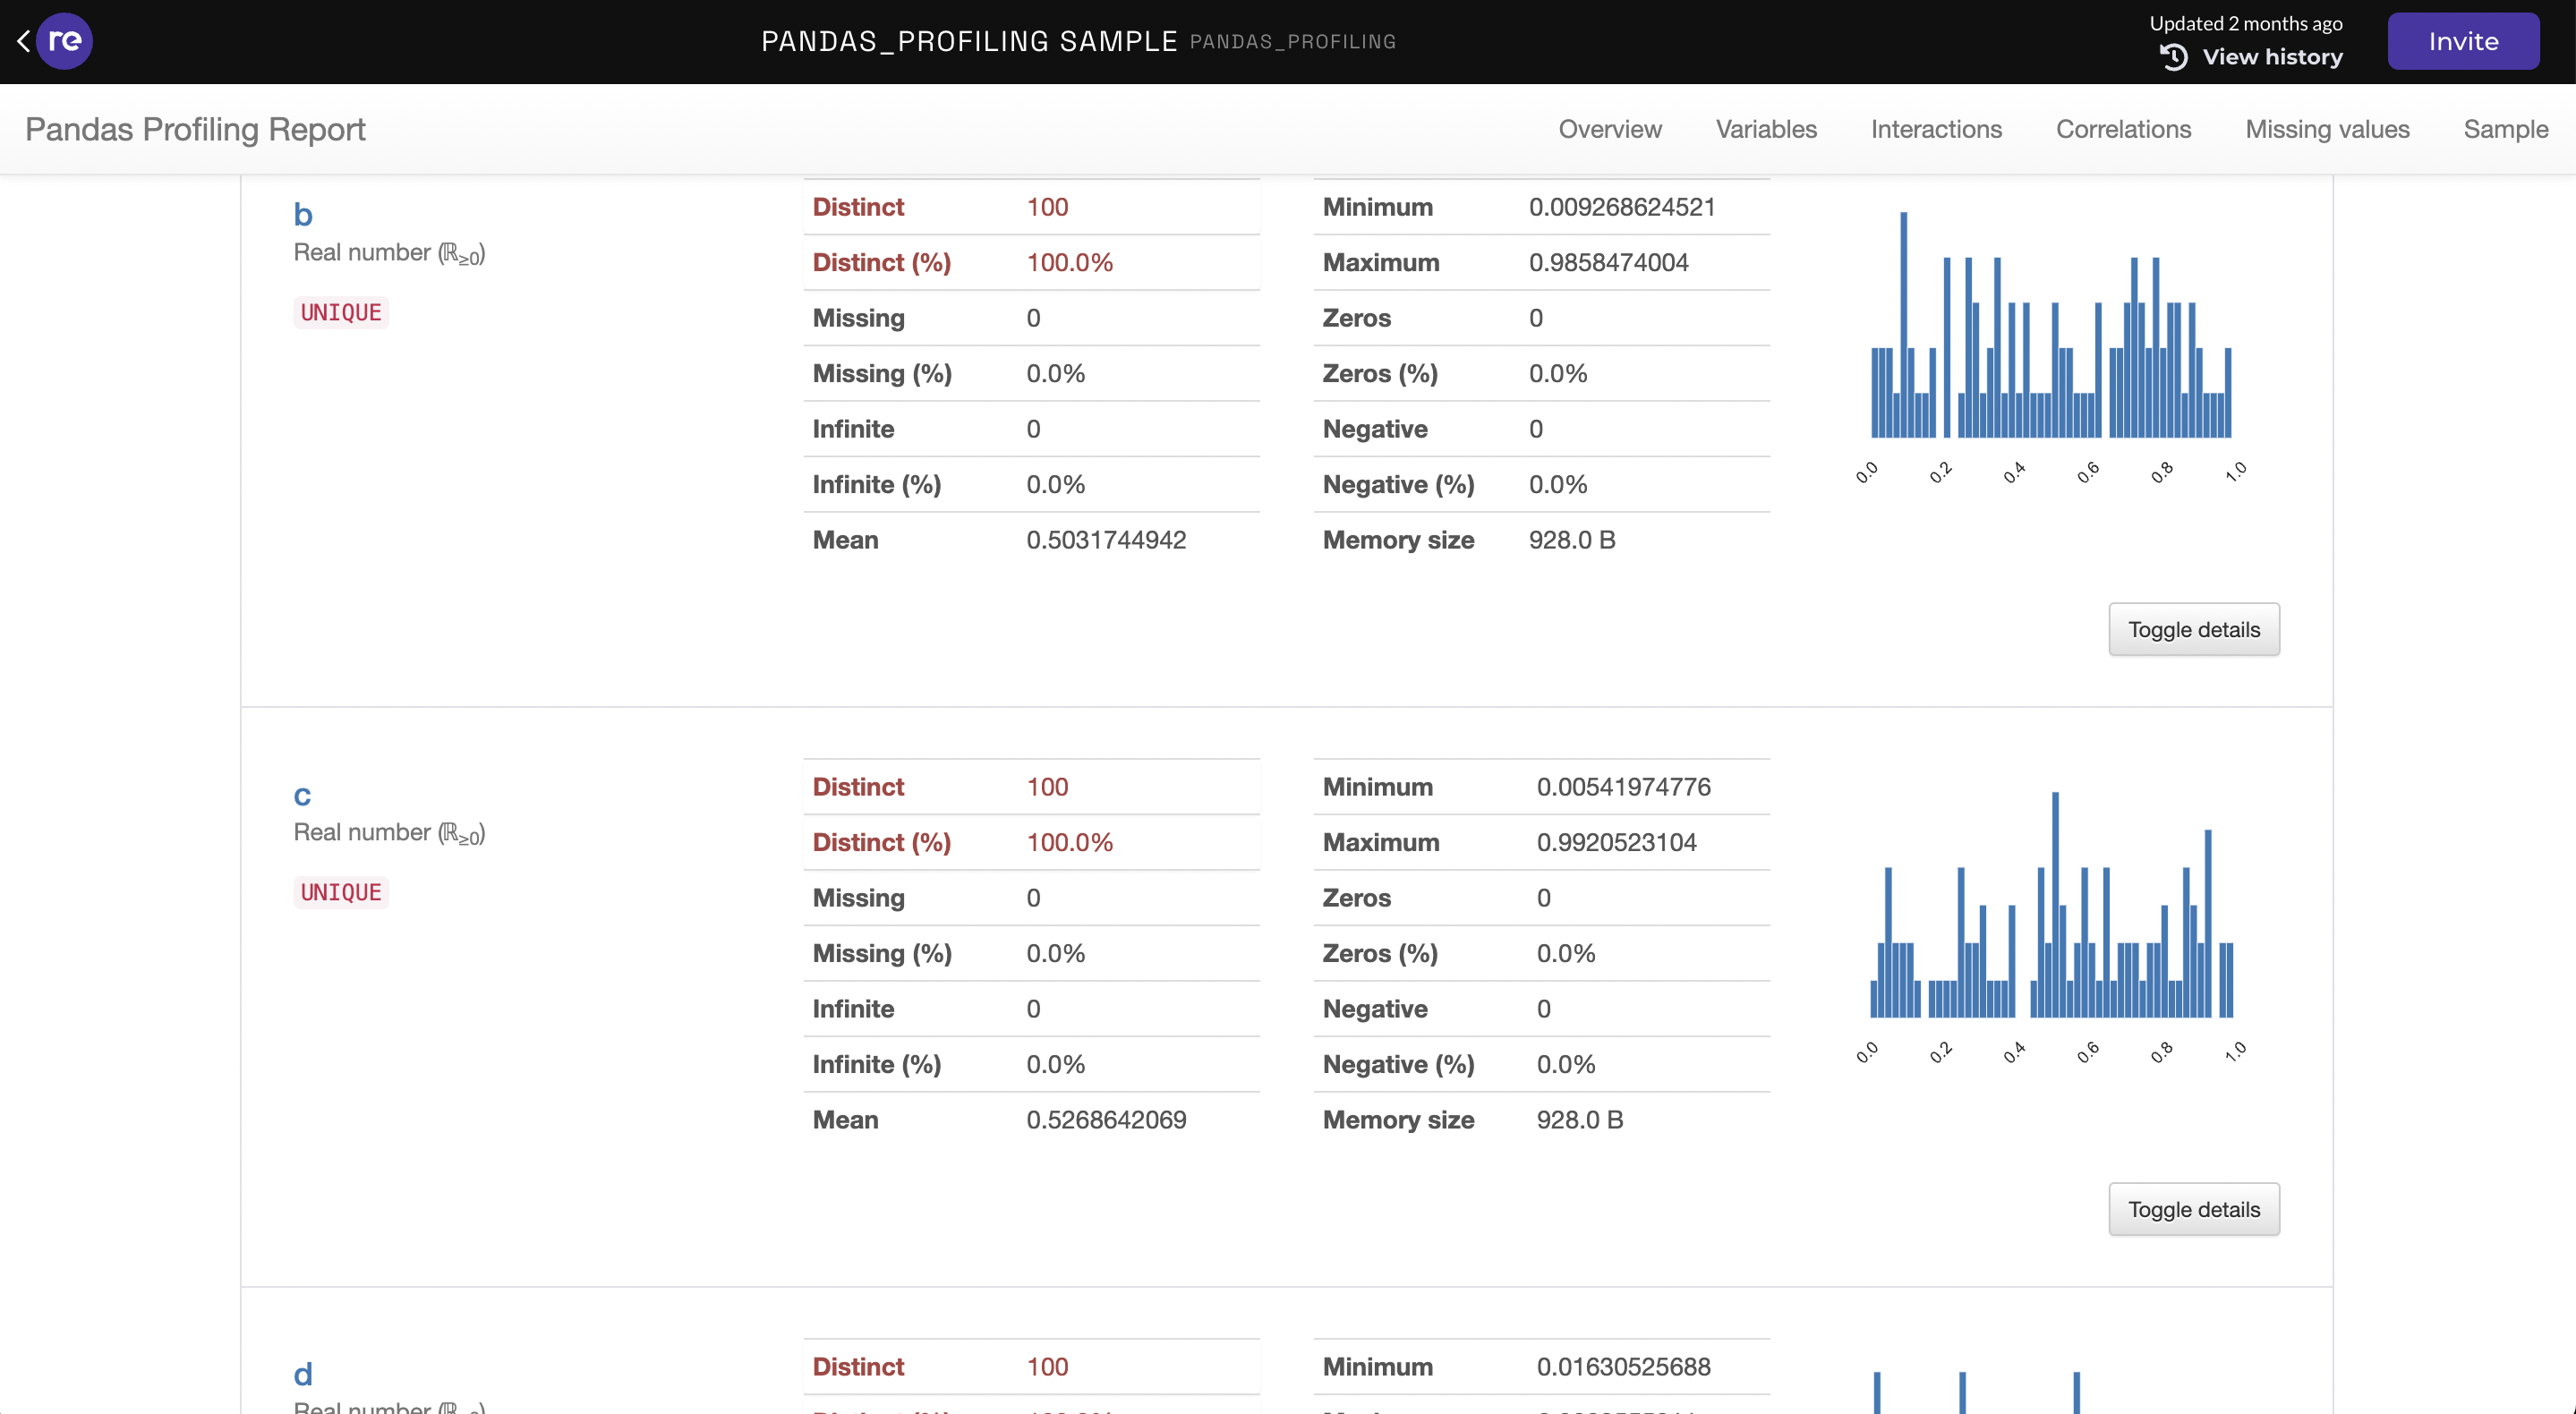 re
PANDAS_PROFILING SAMPLE PANDAS_PROFILING
Updated 2 months ago
View history
Invite
Pandas Profiling Report
Overview Variables Interactions Correlations Missing values Sample
b
Real number (ℝ≥0)
UNIQUE
Distinct 100
Distinct (%) 100.0%
Missing 0
Missing (%) 0.0%
Infinite 0
Infinite (%) 0.0%
Mean 0.5031744942
Minimum 0.009268624521
Maximum 0.9858474004
Zeros 0
Zeros (%) 0.0%
Negative 0
Negative (%) 0.0%
Memory size 928.0 B
0.0 0.2 0.4 0.6 0.8 1.0
Toggle details
c
Real number (ℝ≥0)
UNIQUE
Distinct 100
Distinct (%) 100.0%
Missing 0
Missing (%) 0.0%
Infinite 0
Infinite (%) 0.0%
Mean 0.5268642069
Minimum 0.00541974776
Maximum 0.9920523104
Zeros 0
Zeros (%) 0.0%
Negative 0
Negative (%) 0.0%
Memory size 928.0 B
0.0 0.2 0.4 0.6 0.8 1.0
Toggle details
d
Real number (ℝ
Distinct 100
Minimum 0.01630525688